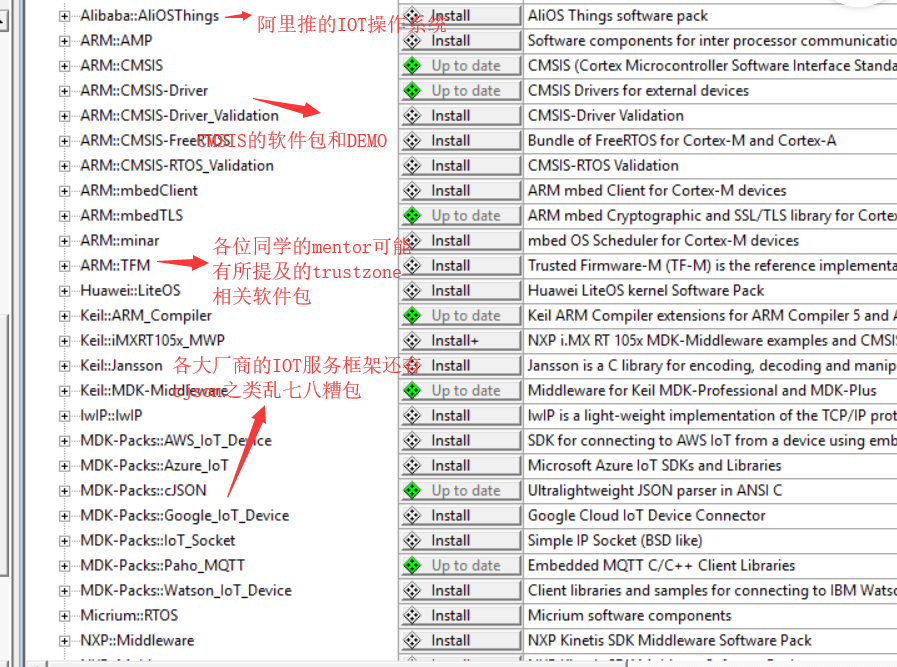 Alibaba::AliOSThings 阿里推的IOT操作系统 Install AliOS Things software pack
ARM::AMP Install Software components for inter processor communicatio
ARM::CMSIS Up to date CMSIS (Cortex Microcontroller Software Interface Standa
ARM::CMSIS-Driver Up to date CMSIS Drivers for external devices
ARM::CMSIS-Driver_Validation Install CMSIS-Driver Validation
ARM::CMSIS-FreeRTOS Install Bundle of FreeRTOS for Cortex-M and Cortex-A
CMSIS的软件包和DEMO
ARM::CMSIS-RTOS_Validation Install CMSIS-RTOS Validation
ARM::mbedClient Install ARM mbed Client for Cortex-M devices
ARM::mbedTLS Up to date ARM mbed Cryptographic and SSL/TLS library for Corte
ARM::minar Install mbed OS Scheduler for Cortex-M devices
各位同学的mentor可能
ARM::TFM Install Trusted Firmware-M (TF-M) is the reference implementa
有所提及的trustzone
相关软件包
Huawei::LiteOS Install Huawei LiteOS kernel Software Pack
Keil::ARM_Compiler Up to date Keil ARM Compiler extensions for ARM Compiler 5 and A
Keil::iMXRT105x_MWP Install+ NXP i.MX RT 105x MDK-Middleware examples and CMSI
Keil::Jansson Install Jansson is a C library for encoding, decoding and manip
各大厂商的IOT服务框架还有
Keil::MDK-Middleware Up to date Middleware for Keil MDK-Professional and MDK-Plus
cjson之类乱七八糟包
lwIP::lwIP Install lwIP is a light-weight implementation of the TCP/IP prot
MDK-Packs::AWS_IoT_Device Install SDK for connecting to AWS IoT from a device using emb
MDK-Packs::Azure_IoT Install Microsoft Azure IoT SDKs and Libraries
MDK-Packs::cJSON Up to date Ultralightweight JSON parser in ANSI C
MDK-Packs::Google_IoT_Device Install Google Cloud IoT Device Connector
MDK-Packs::IoT_Socket Install Simple IP Socket (BSD like)
MDK-Packs::Paho_MQTT Up to date Embedded MQTT C/C++ Client Libraries
MDK-Packs::Watson_IoT_Device Install Client libraries and samples for connecting to IBM Watso
Micrium::RTOS Install Micrium software components
NXP::Middleware Install NXP Kinetis SDK Middleware Software Pack